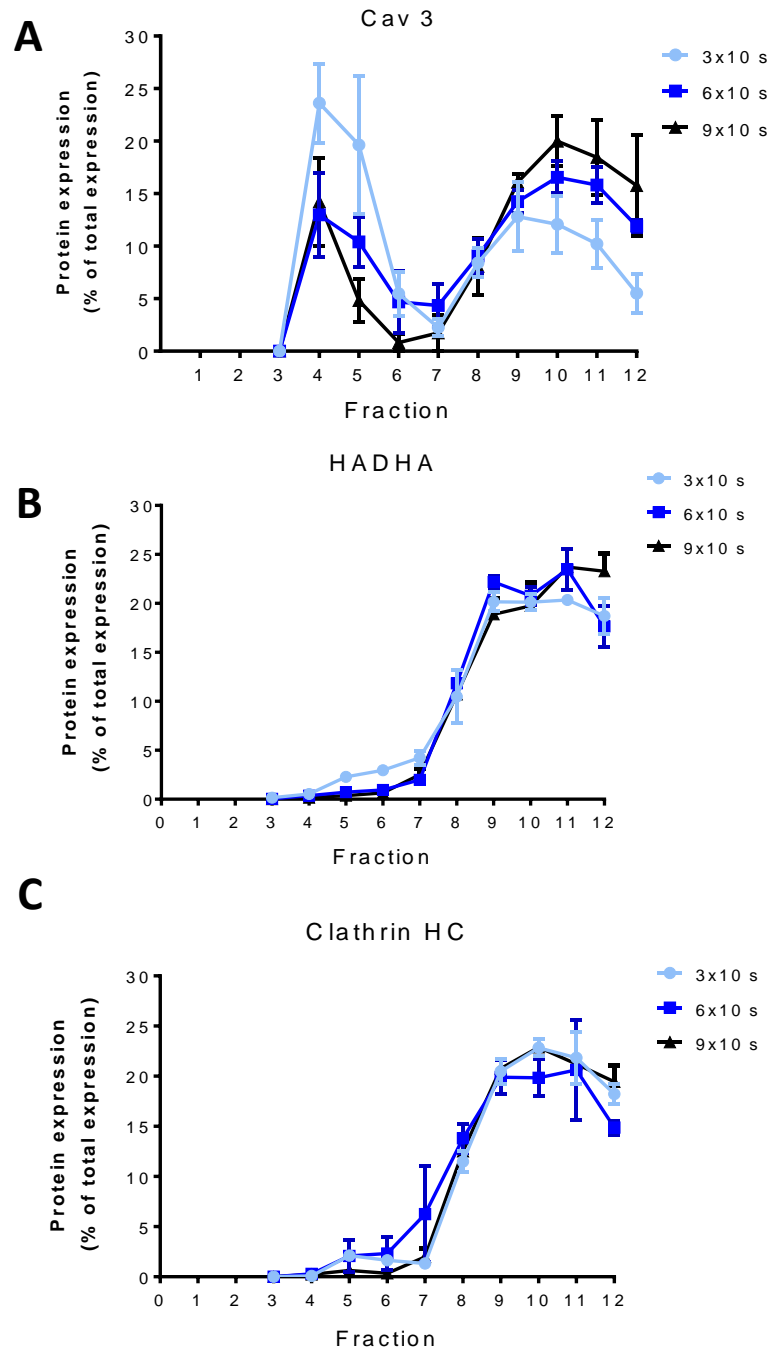 A
Cav 3
Protein expression
(% of total expression)
30
25
20
15
10
5
0
1 2 3 4 5 6 7 8 9 10 11 12
Fraction
3x10 s
6x10 s
9x10 s
B
HADHA
Protein expression
(% of total expression)
30
25
20
15
10
5
0
0 1 2 3 4 5 6 7 8 9 10 11 12
Fraction
3x10 s
6x10 s
9x10 s
C
Clathrin HC
Protein expression
(% of total expression)
30
25
20
15
10
5
0
0 1 2 3 4 5 6 7 8 9 10 11 12
Fraction
3x10 s
6x10 s
9x10 s